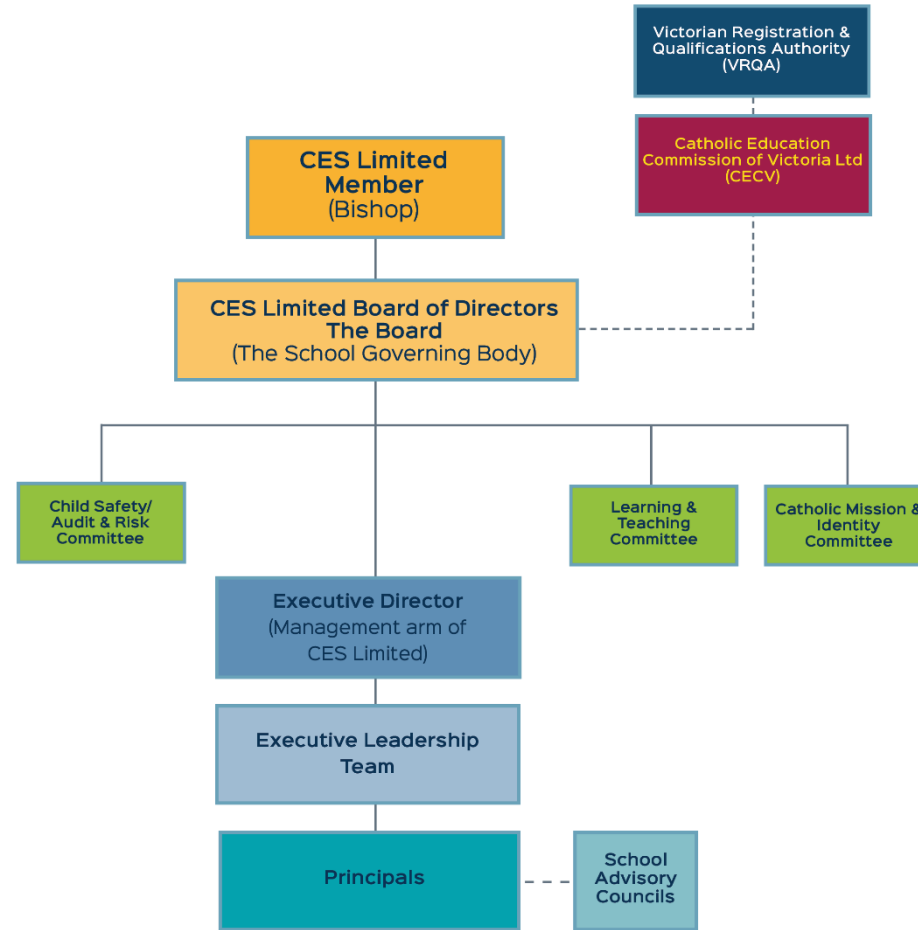 Victorian Registration &
Qualifications Authority
(VRQA)
Catholic Education
Commission of Victoria Ltd
(CECV)
CES Limited
Member
(Bishop)
CES Limited Board of Directors
The Board
(The School Governing Body)
Child Safety/
Audit & Risk
Committee
Learning &
Teaching
Committee
Catholic Mission &
Identity
Committee
Executive Director
(Management arm of
CES Limited)
Executive Leadership
Team
Principals
School
Advisory
Councils